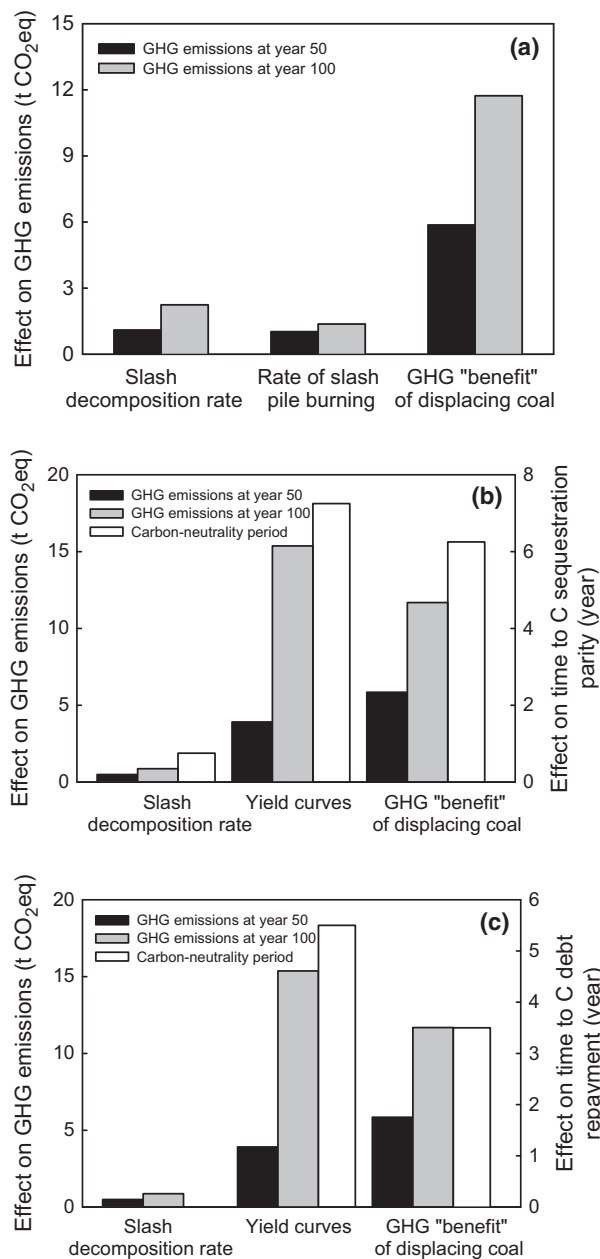 (a)
GHG emissions at year 50
GHG emissions at year 100
Effect on GHG emissions (t CO2eq)
15
12
9
6
3
0
Slash
decomposition rate
Rate of slash
pile burning
GHG "benefit"
of displacing coal
(b)
GHG emissions at year 50
GHG emissions at year 100
Carbon-neutrality period
Effect on GHG emissions (t CO2eq)
20
15
10
5
0
8
6
4
2
0
Effect on time to C sequestration
parity (year)
Slash
decomposition rate
Yield curves
GHG "benefit"
of displacing coal
(c)
GHG emissions at year 50
GHG emissions at year 100
Carbon-neutrality period
Effect on GHG emissions (t CO2eq)
20
15
10
5
0
6
5
4
3
2
1
0
Effect on time to C debt
repayment (year)
Slash
decomposition rate
Yield curves
GHG "benefit"
of displacing coal